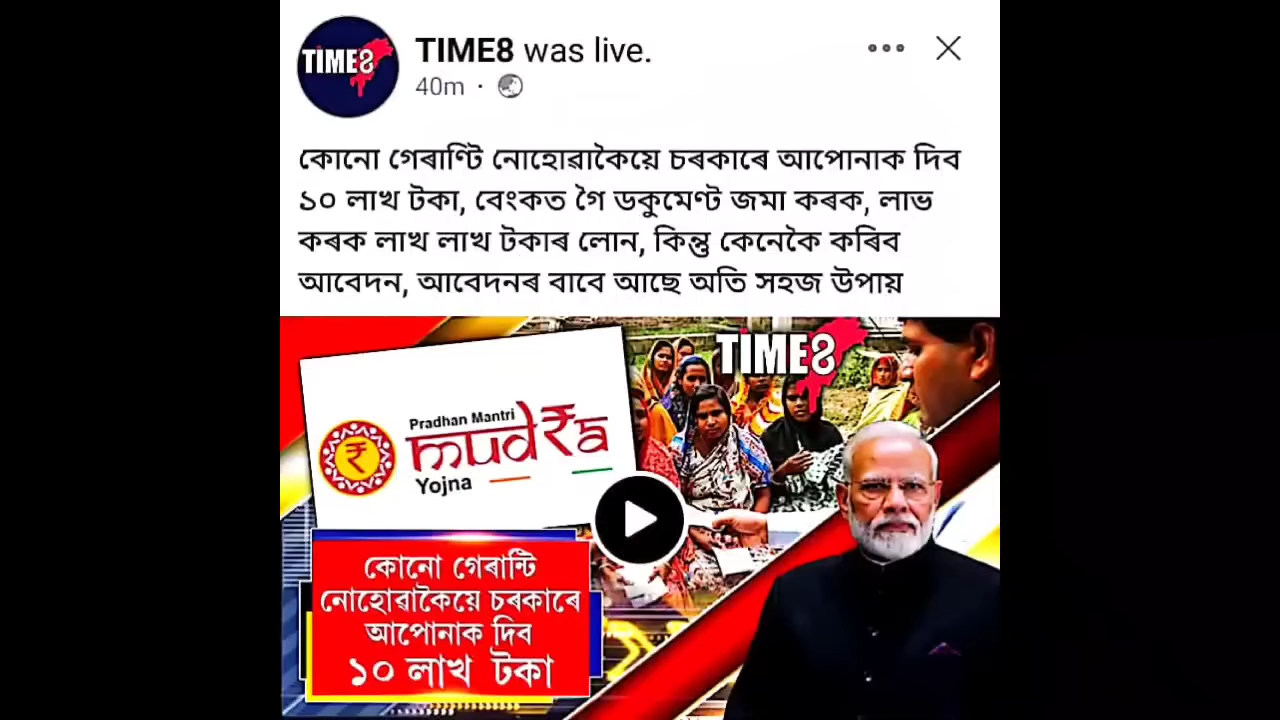 TIME8
TIME8 was live.
40m ·
কোনো গেৰাণ্টি নোহোৱাকৈয়ে চৰকাৰে আপোনাক দিব
১০ লাখ টকা, বেংকত গৈ ডকুমেণ্ট জমা কৰক, লাভ
কৰক লাখ লাখ টকাৰ লোন, কিন্তু কেনেকৈ কৰিব
আবেদন, আবেদনৰ বাবে আছে অতি সহজ উপায়
TIME8
Pradhan Mantri
mudra
Yojna
কোনো গেৰান্টি
নোহোৱাকৈয়ে চৰকাৰে
আপোনাক দিব
১০ লাখ টকা